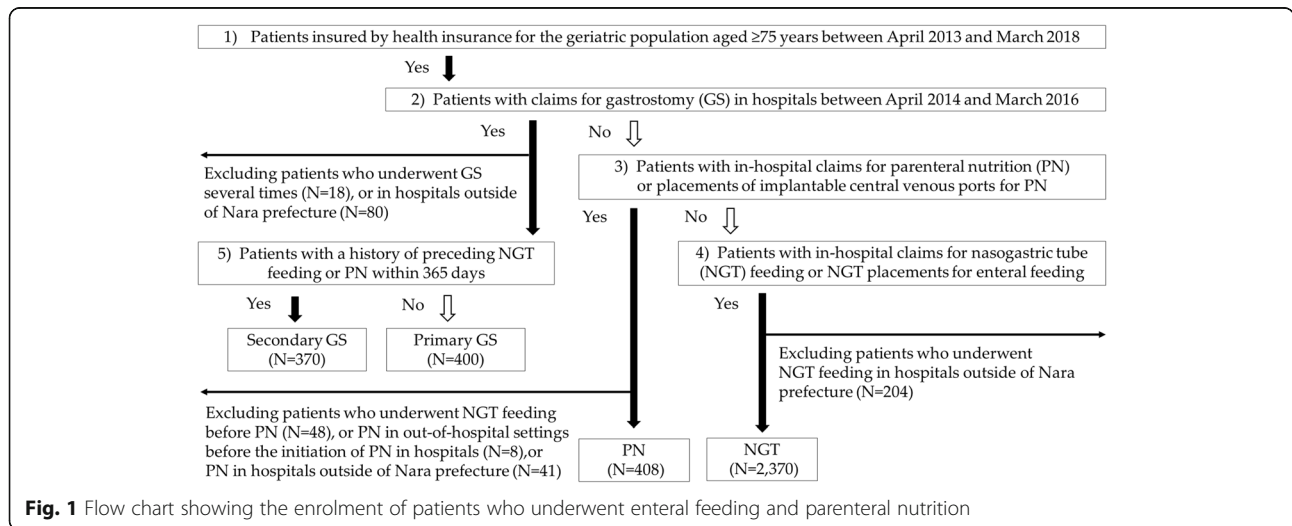 1) Patients insured by health insurance for the geriatric population aged ≥75 years between April 2013 and March 2018
Yes
2) Patients with claims for gastrostomy (GS) in hospitals between April 2014 and March 2016
Yes
No
Excluding patients who underwent GS
several times (N=18), or in hospitals outside
of Nara prefecture (N=80)
3) Patients with in-hospital claims for parenteral nutrition (PN)
or placements of implantable central venous ports for PN
Yes
No
5) Patients with a history of preceding NGT
feeding or PN within 365 days
4) Patients with in-hospital claims for nasogastric tube
(NGT) feeding or NGT placements for enteral feeding
Yes
No
Yes
Secondary GS
(N=370)
Primary GS
(N=400)
Excluding patients who underwent
NGT feeding in hospitals outside of Nara
prefecture (N=204)
Excluding patients who underwent NGT feeding
before PN (N=48), or PN in out-of-hospital settings
before the initiation of PN in hospitals (N=8),or
PN in hospitals outside of Nara prefecture (N=41)
PN
(N=408)
NGT
(N=2,370)
Fig. 1 Flow chart showing the enrolment of patients who underwent enteral feeding and parenteral nutrition